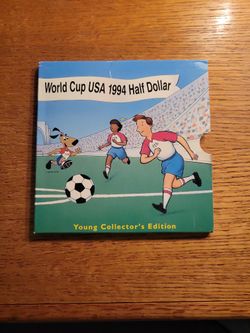 World Cup USA 1994 Half Dollar
Young Collector's Edition